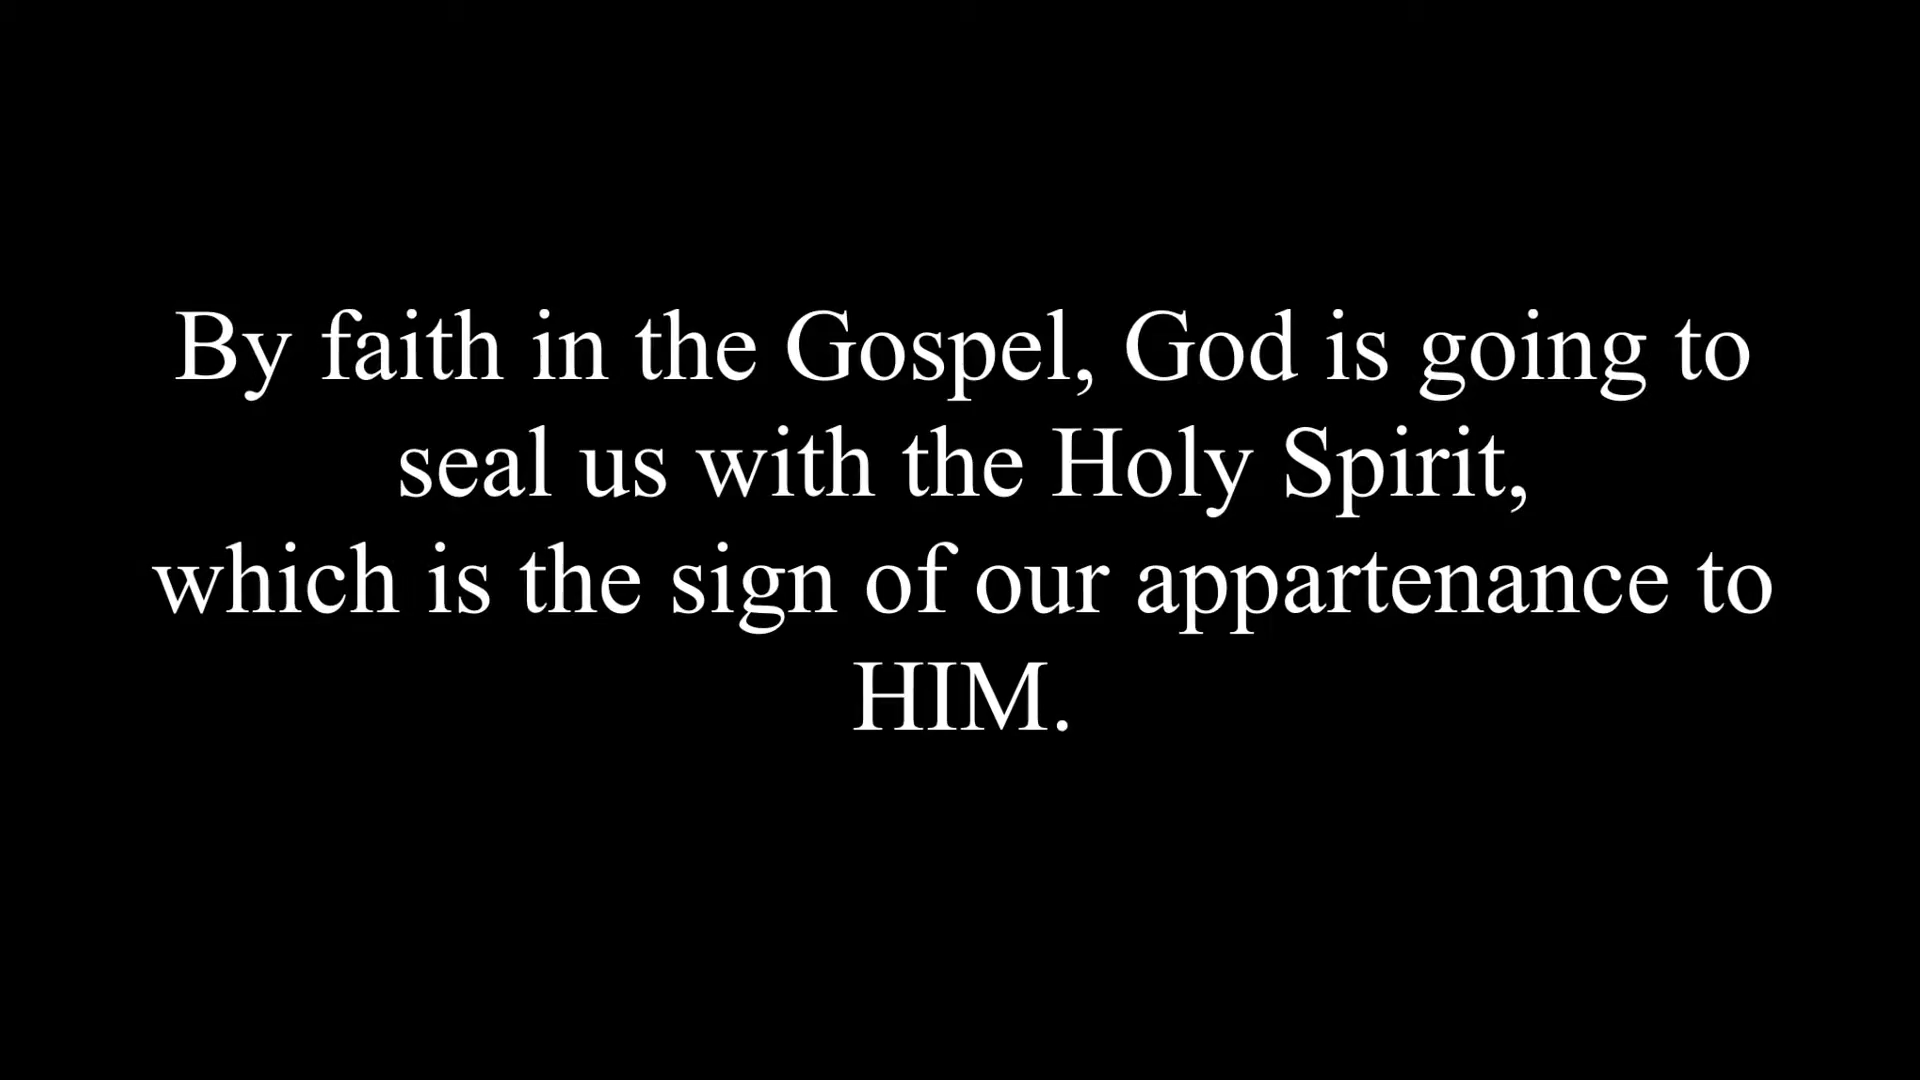 By faith in the Gospel, God is going to
seal us with the Holy Spirit,
which is the sign of our appartenance to
HIM.